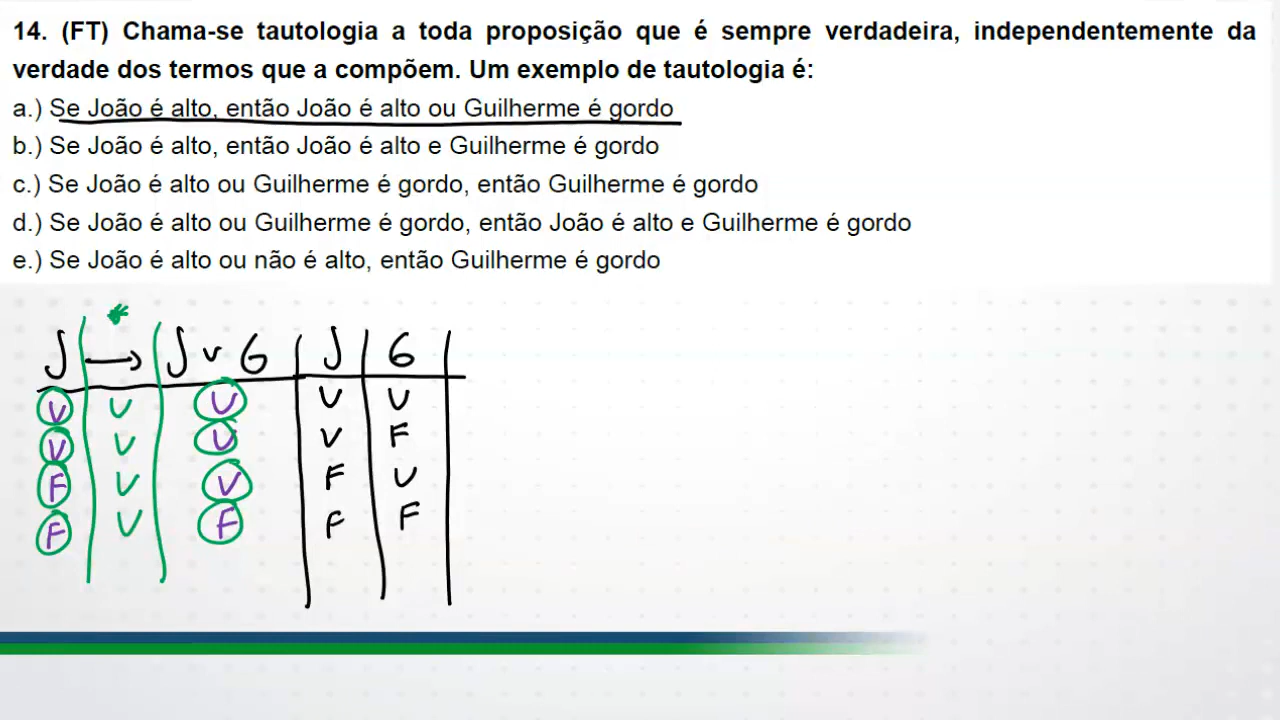 14. (FT) Chama-se tautologia a toda proposição que é sempre verdadeira, independentemente da
verdade dos termos que a compõem. Um exemplo de tautologia é:
a.) Se João é alto, então João é alto ou Guilherme é gordo
b.) Se João é alto, então João é alto e Guilherme é gordo
c.) Se João é alto ou Guilherme é gordo, então Guilherme é gordo
d.) Se João é alto ou Guilherme é gordo, então João é alto e Guilherme é gordo
e.) Se João é alto ou não é alto, então Guilherme é gordo
J → J v G J G
V V V V V
V V V V F
F V V F V
F V F F F